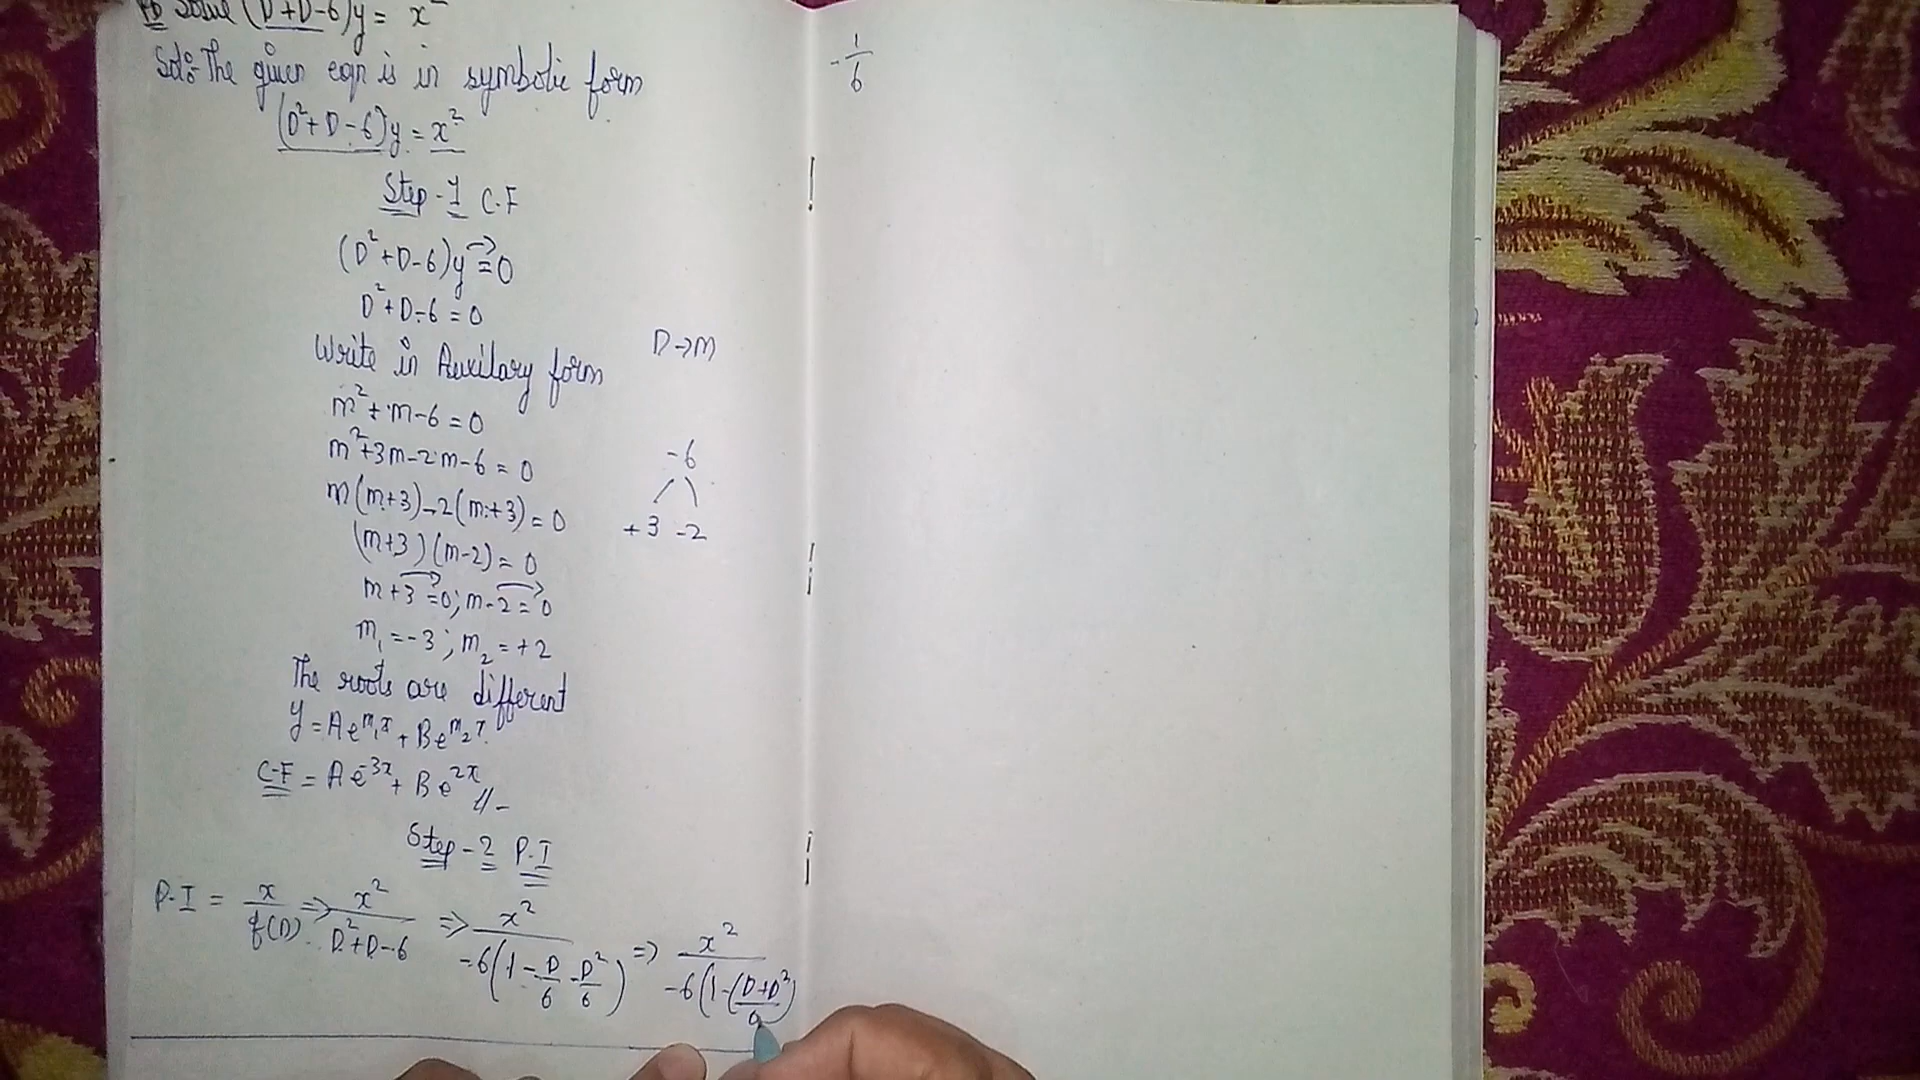 Pb Solve (D²+D-6)y = x²
Sol:- The given eqn is in symbolic form
(D²+D-6)y = x²
Step-1 C.F
(D²+D-6)y = 0
D²+D-6 = 0
Write in Auxilary form D→m
m²+m-6 = 0
m²+3m-2m-6 = 0 -6
m(m+3)-2(m+3) = 0 +3 -2
(m+3)(m-2) = 0
m+3 = 0; m-2 = 0
m₁ = -3; m₂ = +2
The roots are different
y = Ae^m₁x + Be^m₂x
C.F = Ae^-3x + Be^2x //-
Step-2 P.I
P.I = x/f(D) ⇒ x²/D²+D-6 ⇒ x²/-6(1-D/6-D²/6) ⇒ x²/-6(1-(D+D²)/6
-1/6